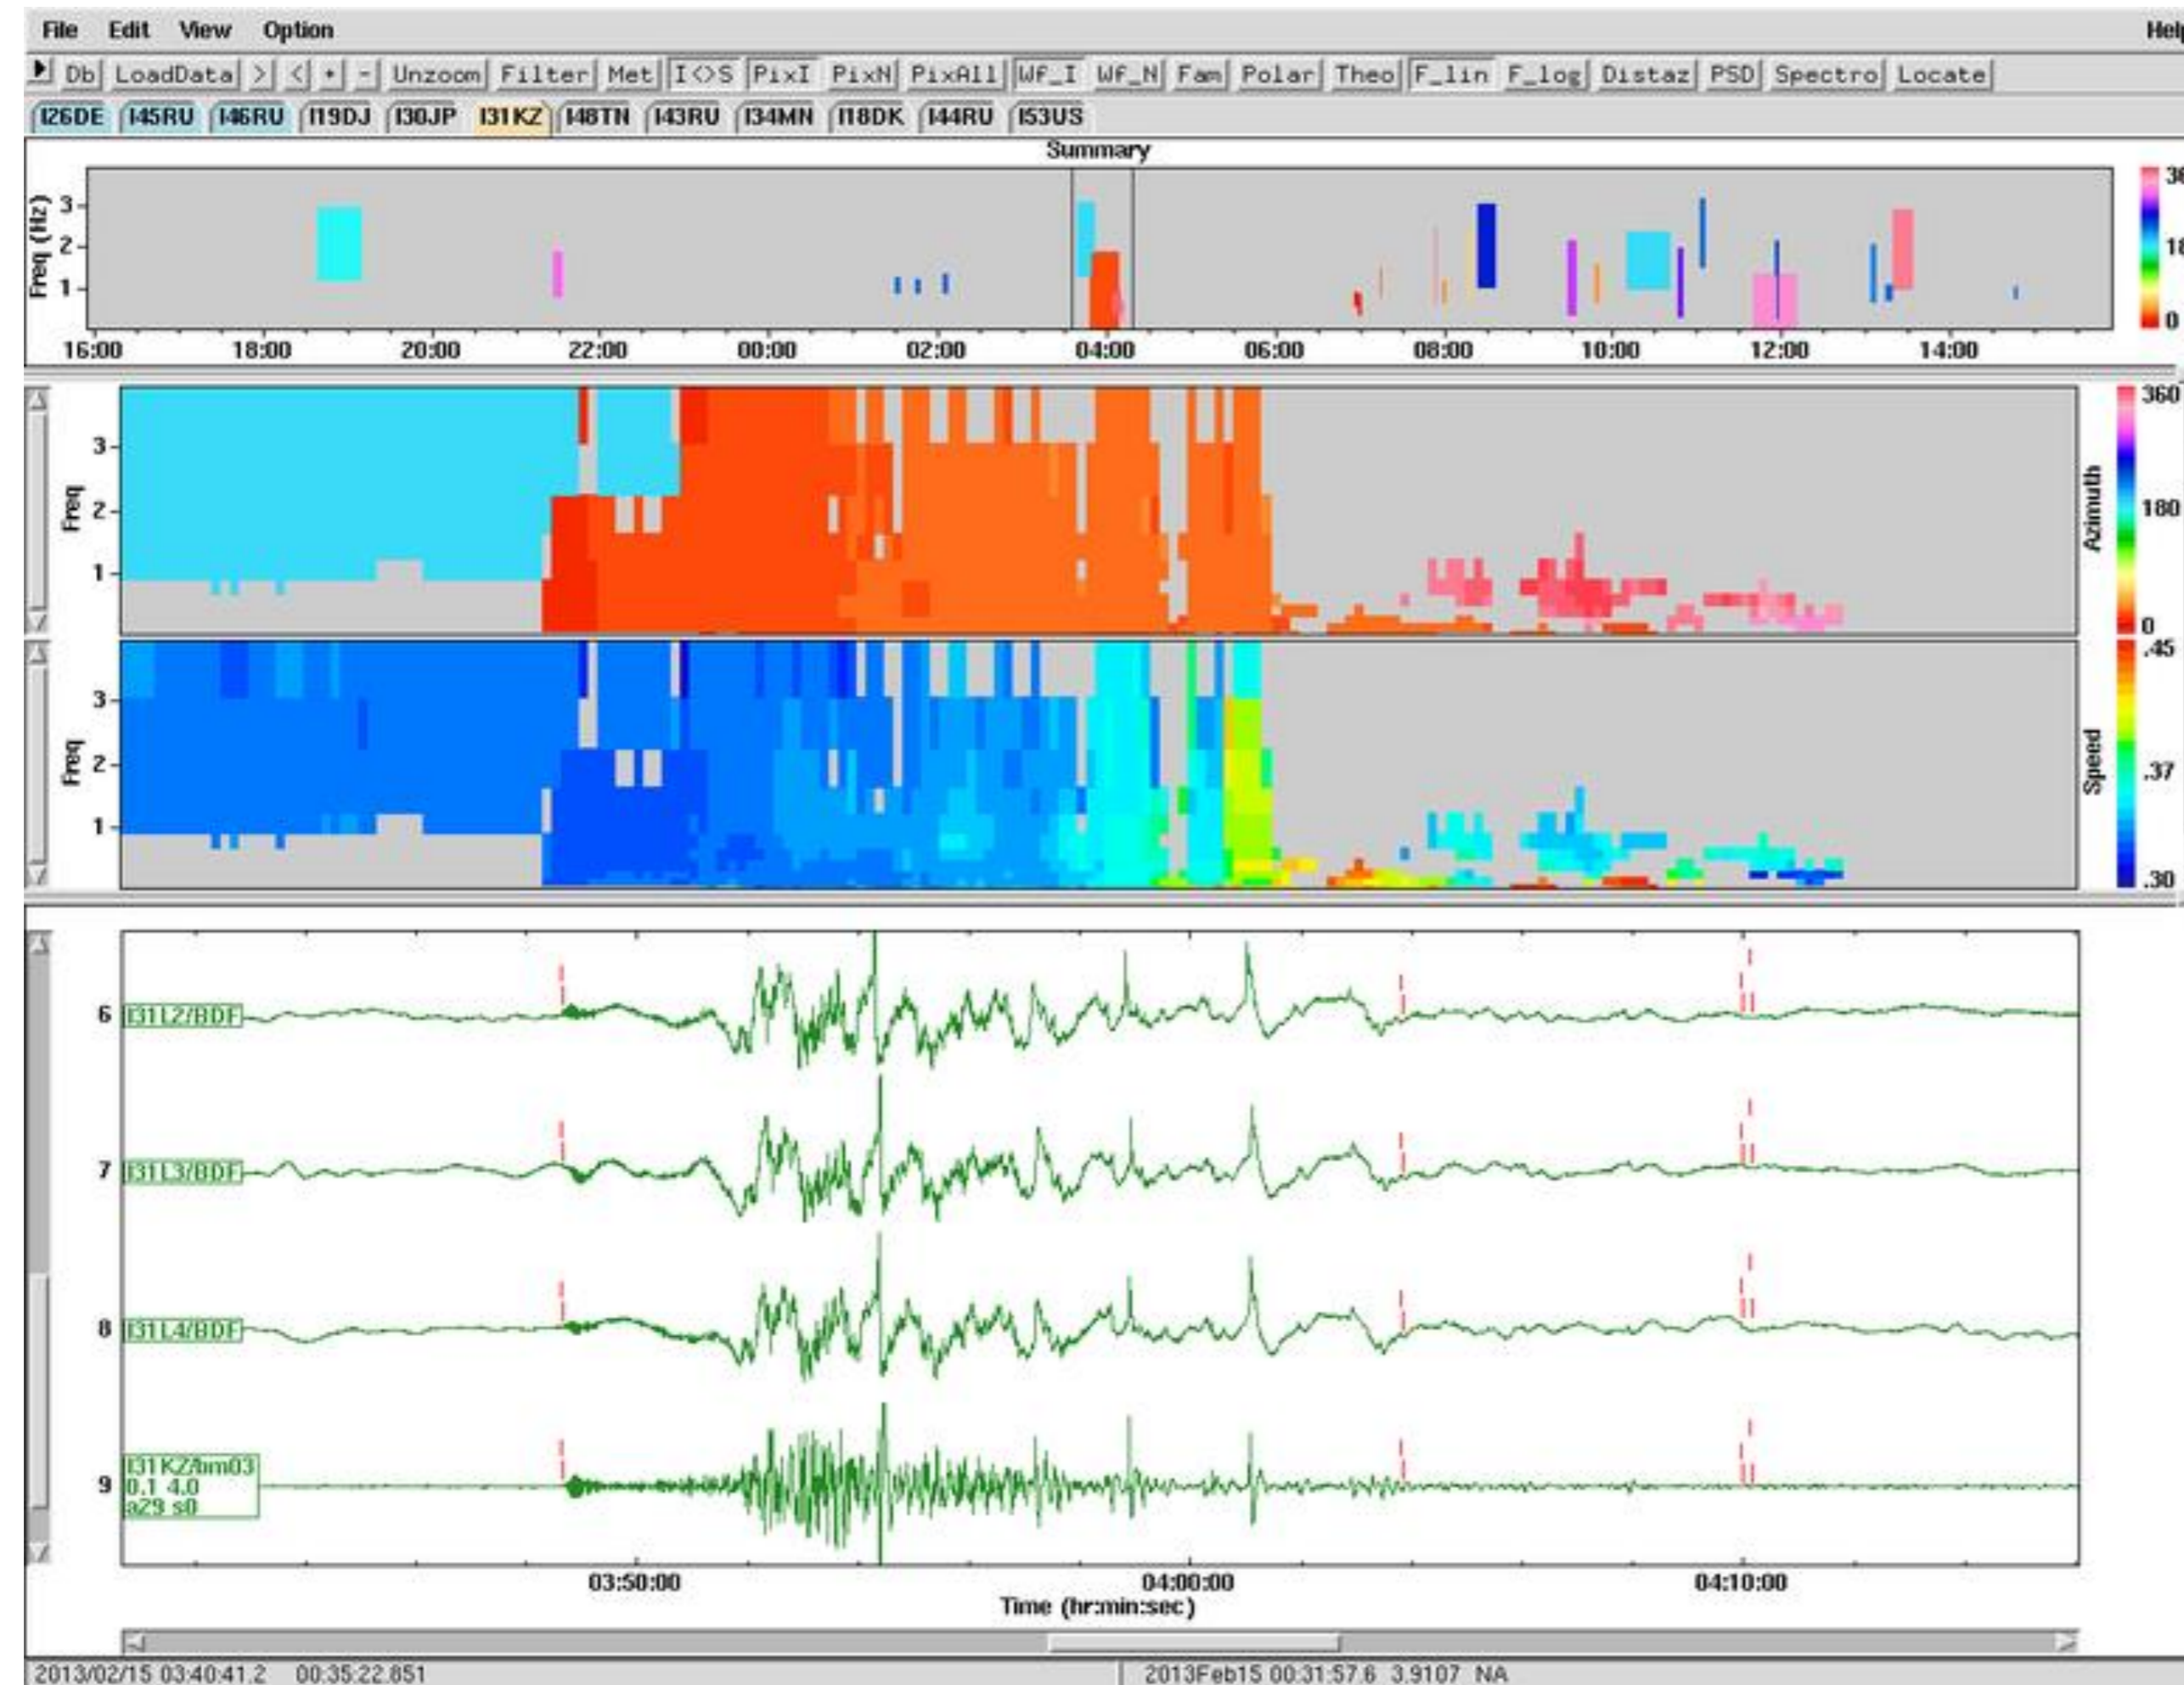 File Edit View Option
Db LoadData > < + - Unzoom Filter Met I<>S PixI PixN PixAll Wf_I Wf_N Fam Polar Theo F_lin F_log Distaz PSD Spectro Locate
I26DE I45RU I46RU I19DJ I30JP I31KZ I48TN I43RU I34MN I18DK I44RU I53US
Summary
Freq (Hz)
3
2
1
0
16:00 18:00 20:00 22:00 00:00 02:00 04:00 06:00 08:00 10:00 12:00 14:00
Freq
3
2
1
Azimuth
360
180
0
Freq
3
2
1
Speed
.45
.37
.30
6 I31L2/BDF
7 I31L3/BDF
8 I31L4/BDF
9 I31KZ/bm03
0.1 4.0
a29 s0
03:50:00 04:00:00 04:10:00
Time (hr:min:sec)
2013/02/15 03:40:41.2 00:35:22.851 2013Feb15 00:31:57.6 3.9107 NA